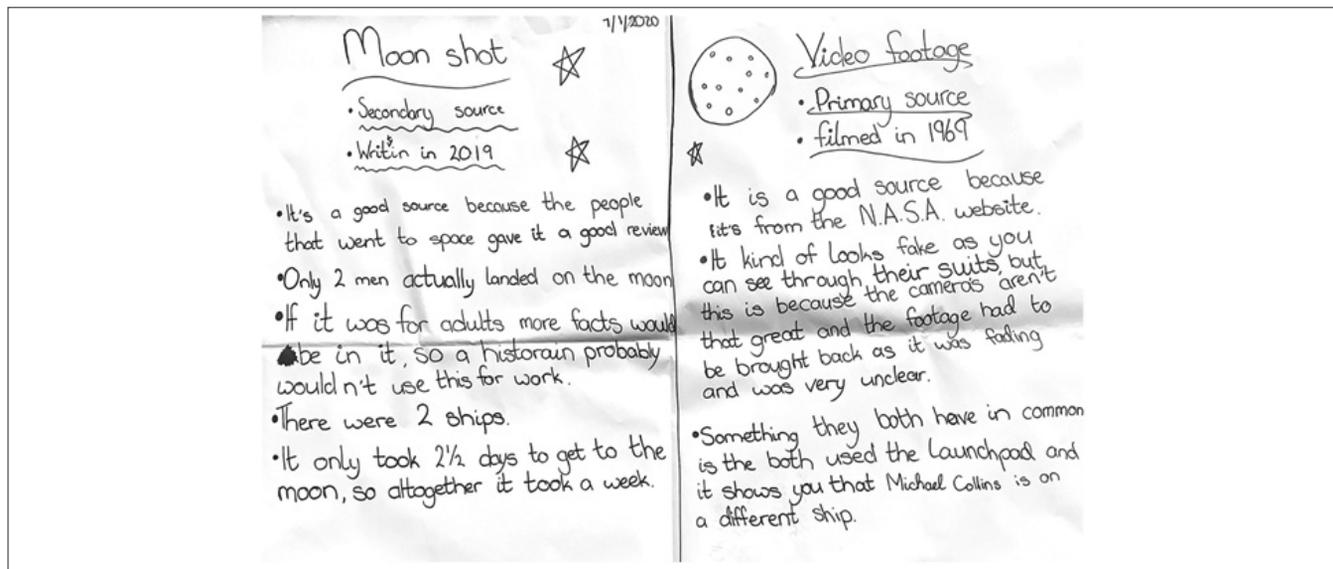 7/1/2020
Moon shot
• Secondary source
• Writtin in 2019
• It's a good source because the people
that went to space gave it a good review
• Only 2 men actually landed on the moon
• If it was for adults more facts would
be in it, so a historain probably
wouldn't use this for work.
• There were 2 ships.
• It only took 2½ days to get to the
moon, so altogether it took a week.
Video footage
• Primary source
• filmed in 1969
• It is a good source because
it's from the N.A.S.A. website.
• It kind of looks fake as you
can see through their suits, but
this is because the cameras aren't
that great and the footage had to
be brought back as it was fading
and was very unclear.
• Something they both have in common
is the both used the Launchpad and
it shows you that Michael Collins is on
a different ship.